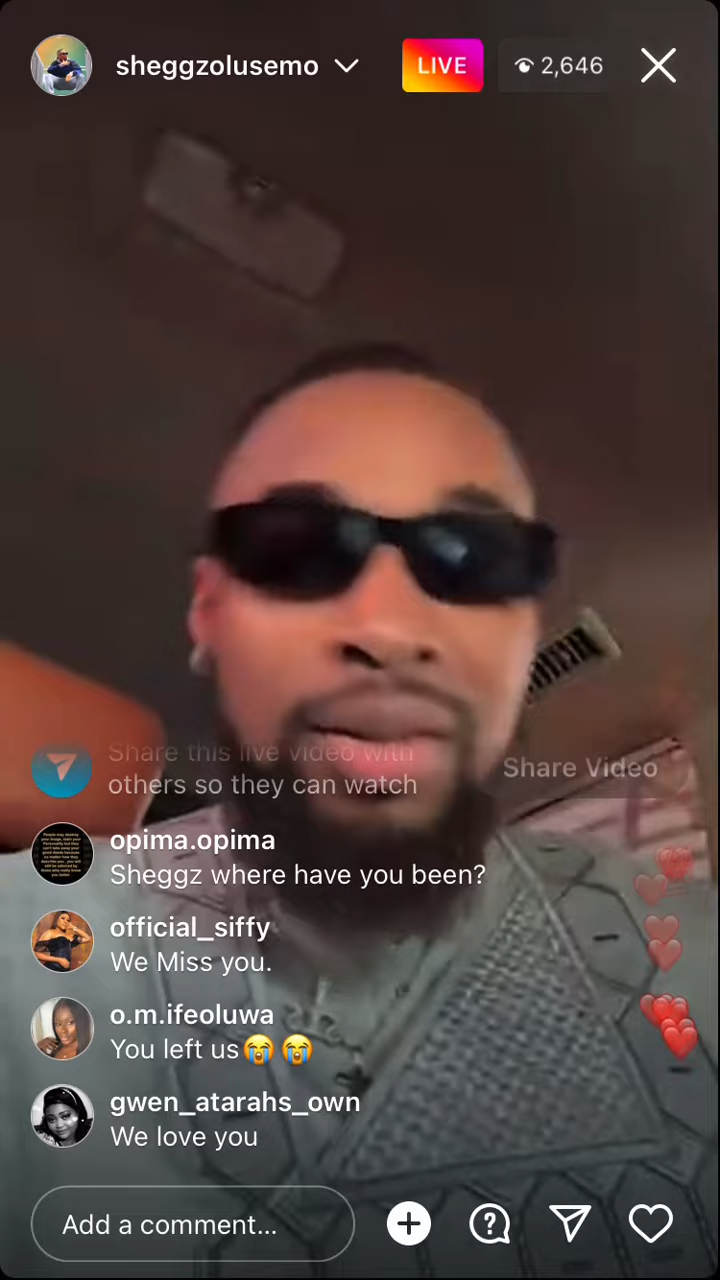 sheggzolusemo
LIVE
2,646
Share this live video with
others so they can watch
Share Video
opima.opima
Sheggz where have you been?
official_siffy
We Miss you.
o.m.ifeoluwa
You left us😭😭
gwen_atarahs_own
We love you
Add a comment...